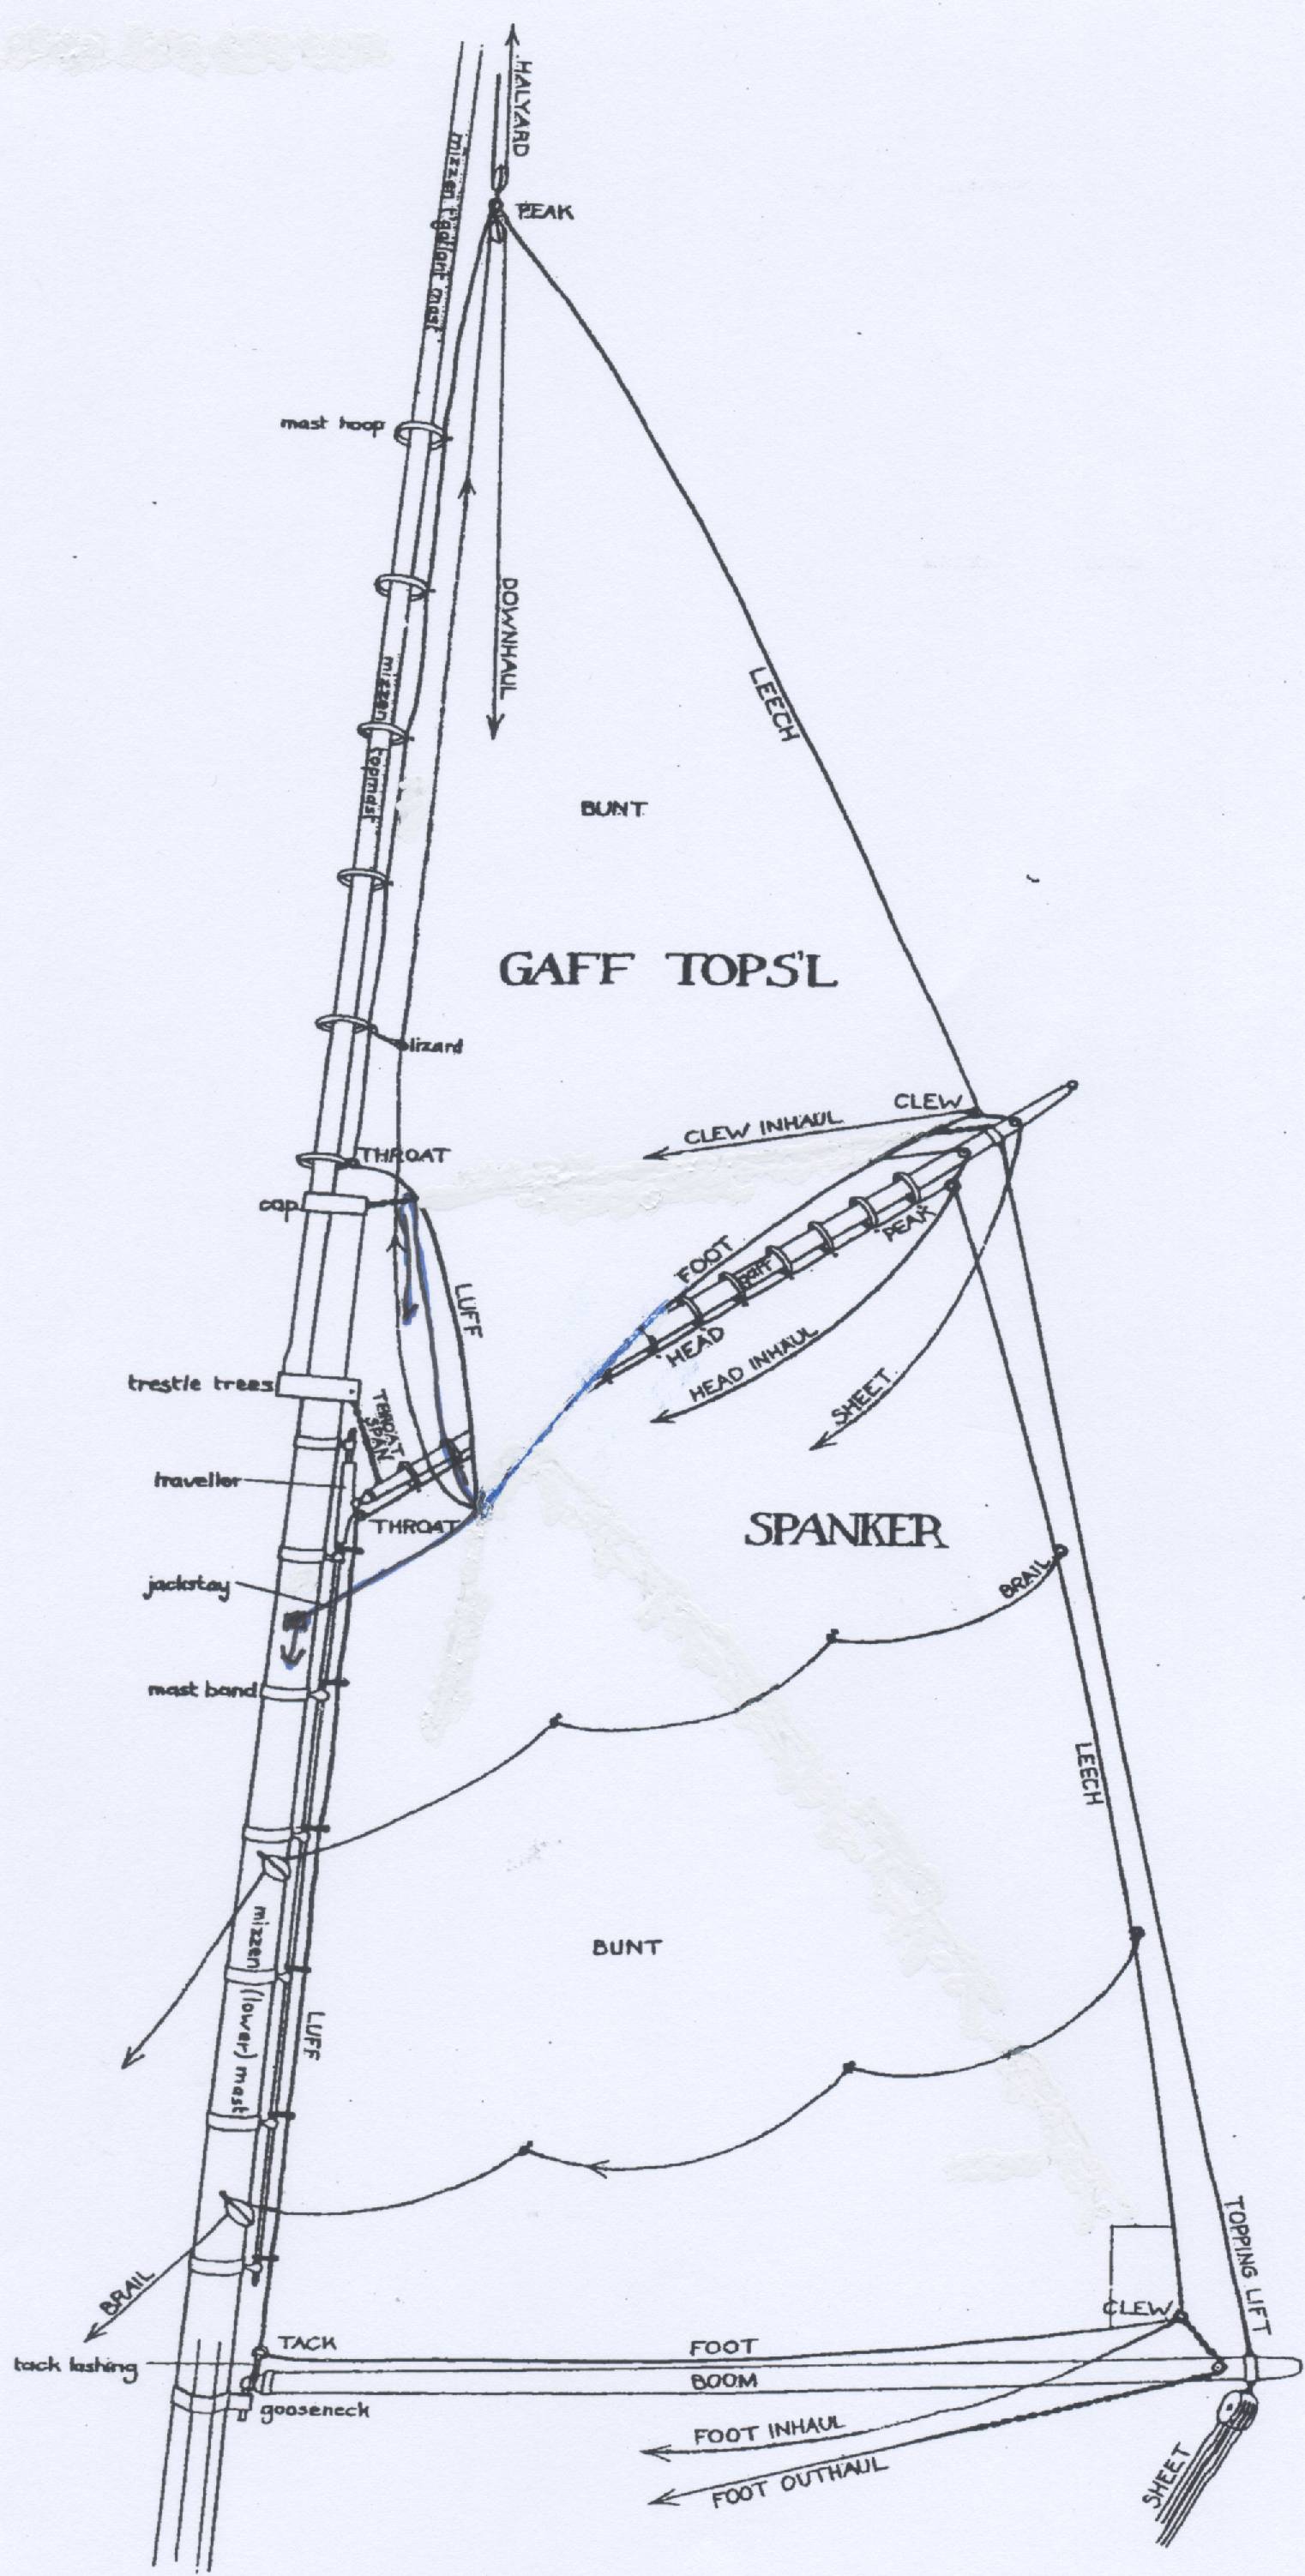 HALYARD
PEAK
mizzen t'gallant mast
mast hoop
DOWNHAUL
mizzen topmast
LEECH
BUNT
GAFF TOPS'L
lizard
CLEW
CLEW INHAUL
THROAT
cap
FOOT
PEAK
gaff
LUFF
HEAD
HEAD INHAUL
SHEET
trestle trees
THROAT
SPAN
traveller
THROAT
SPANKER
jackstay
BRAIL
mast band
LEECH
BUNT
mizzen (lower) mast
LUFF
TOPPING LIFT
BRAIL
CLEW
TACK
FOOT
tack lashing
BOOM
gooseneck
FOOT INHAUL
FOOT OUTHAUL
SHEET